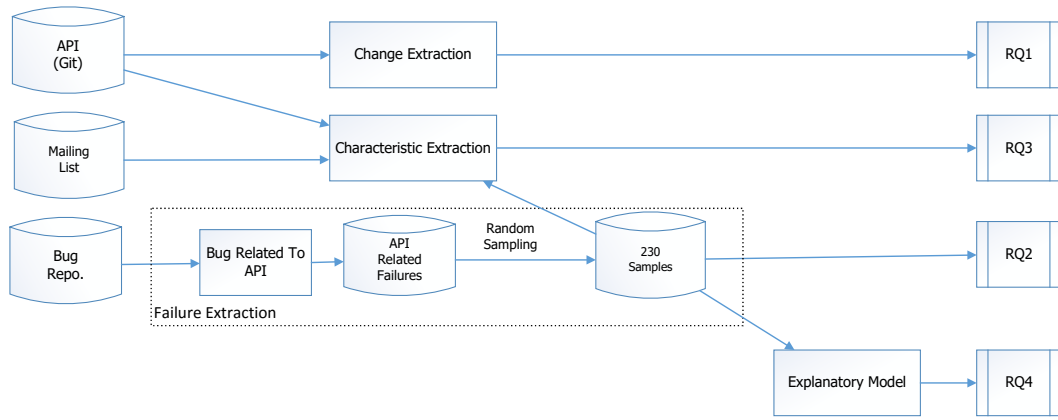 API
(Git)
Change Extraction
RQ1
Mailing
List
Characteristic Extraction
RQ3
Bug
Repo.
Bug Related To
API
API
Related
Failures
Random
Sampling
230
Samples
RQ2
Failure Extraction
Explanatory Model
RQ4